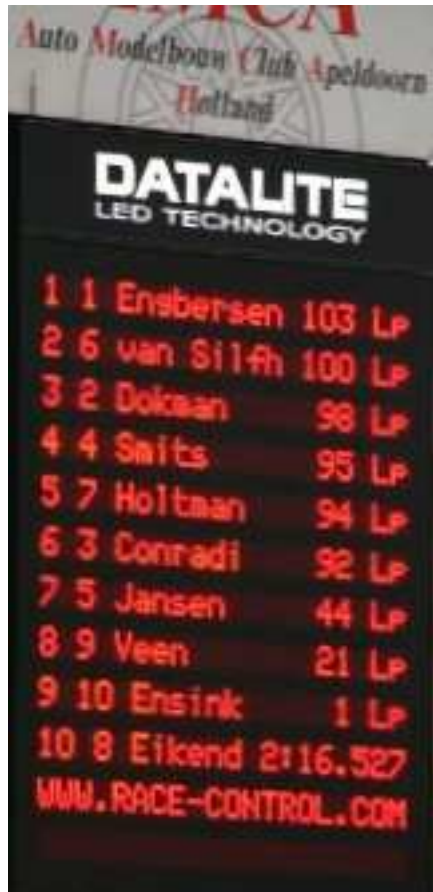 AMCA
Auto Modelbouw Club Apeldoorn
Holland
DATALITE
LED TECHNOLOGY
1 1 Engbersen 103 Lp
2 6 van Silfh 100 Lp
3 2 Dokman 98 Lp
4 4 Smits 95 Lp
5 7 Holtman 94 Lp
6 3 Conradi 92 Lp
7 5 Jansen 44 Lp
8 9 Veen 21 Lp
9 10 Ensink 1 Lp
10 8 Eikend 2:16.527
WWW.RACE-CONTROL.COM